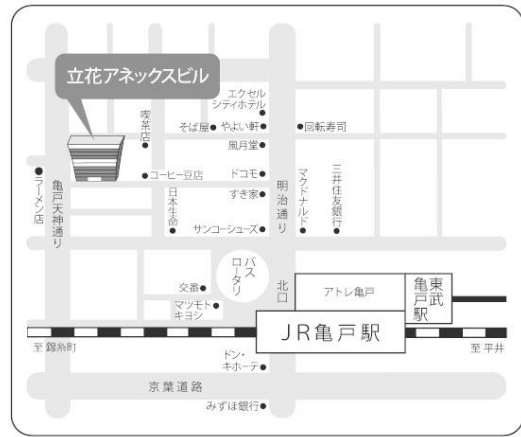 立花アネックスビル
エクセル
シティホテル
喫茶店
そば屋
やよい軒
回転寿司
風月堂
ラーメン店
亀戸天神通り
コーヒー豆店
ドコモ
日本生命
すき家
明治通り
マクドナルド
三井住友銀行
サンコーシューズ
バス
ロータリー
北口
交番
アトレ亀戸
東武
亀戸駅
マツモト
キヨシ
JR亀戸駅
至 錦糸町
至 平井
ドン・
キホーテ
京葉道路
みずほ銀行